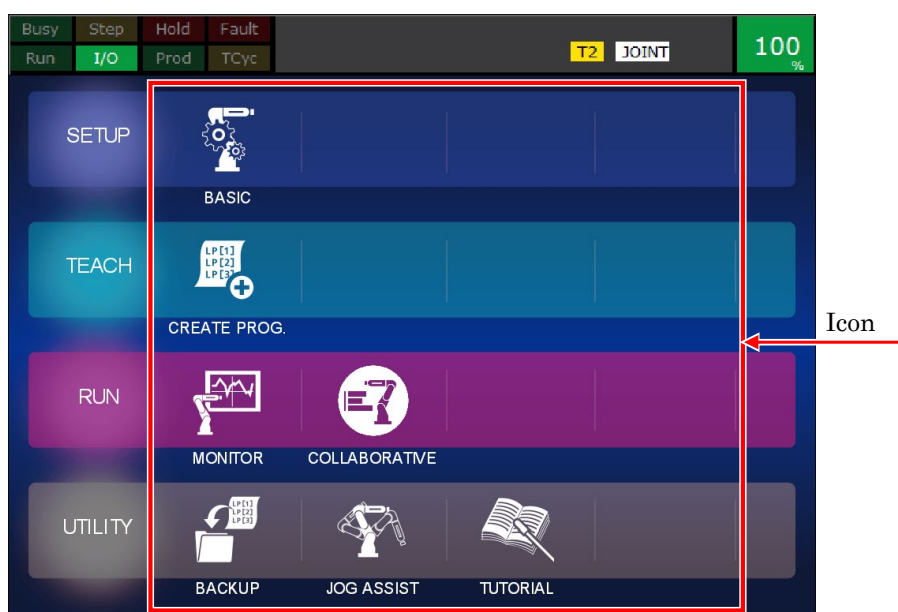 Busy Step Hold Fault
Run I/O Prod TCyc
T2 JOINT
100
%
SETUP
BASIC
TEACH
LP[1]
LP[2]
LP[3]
CREATE PROG.
Icon
RUN
MONITOR COLLABORATIVE
UTILITY
LP[1]
LP[2]
LP[3]
BACKUP JOG ASSIST TUTORIAL